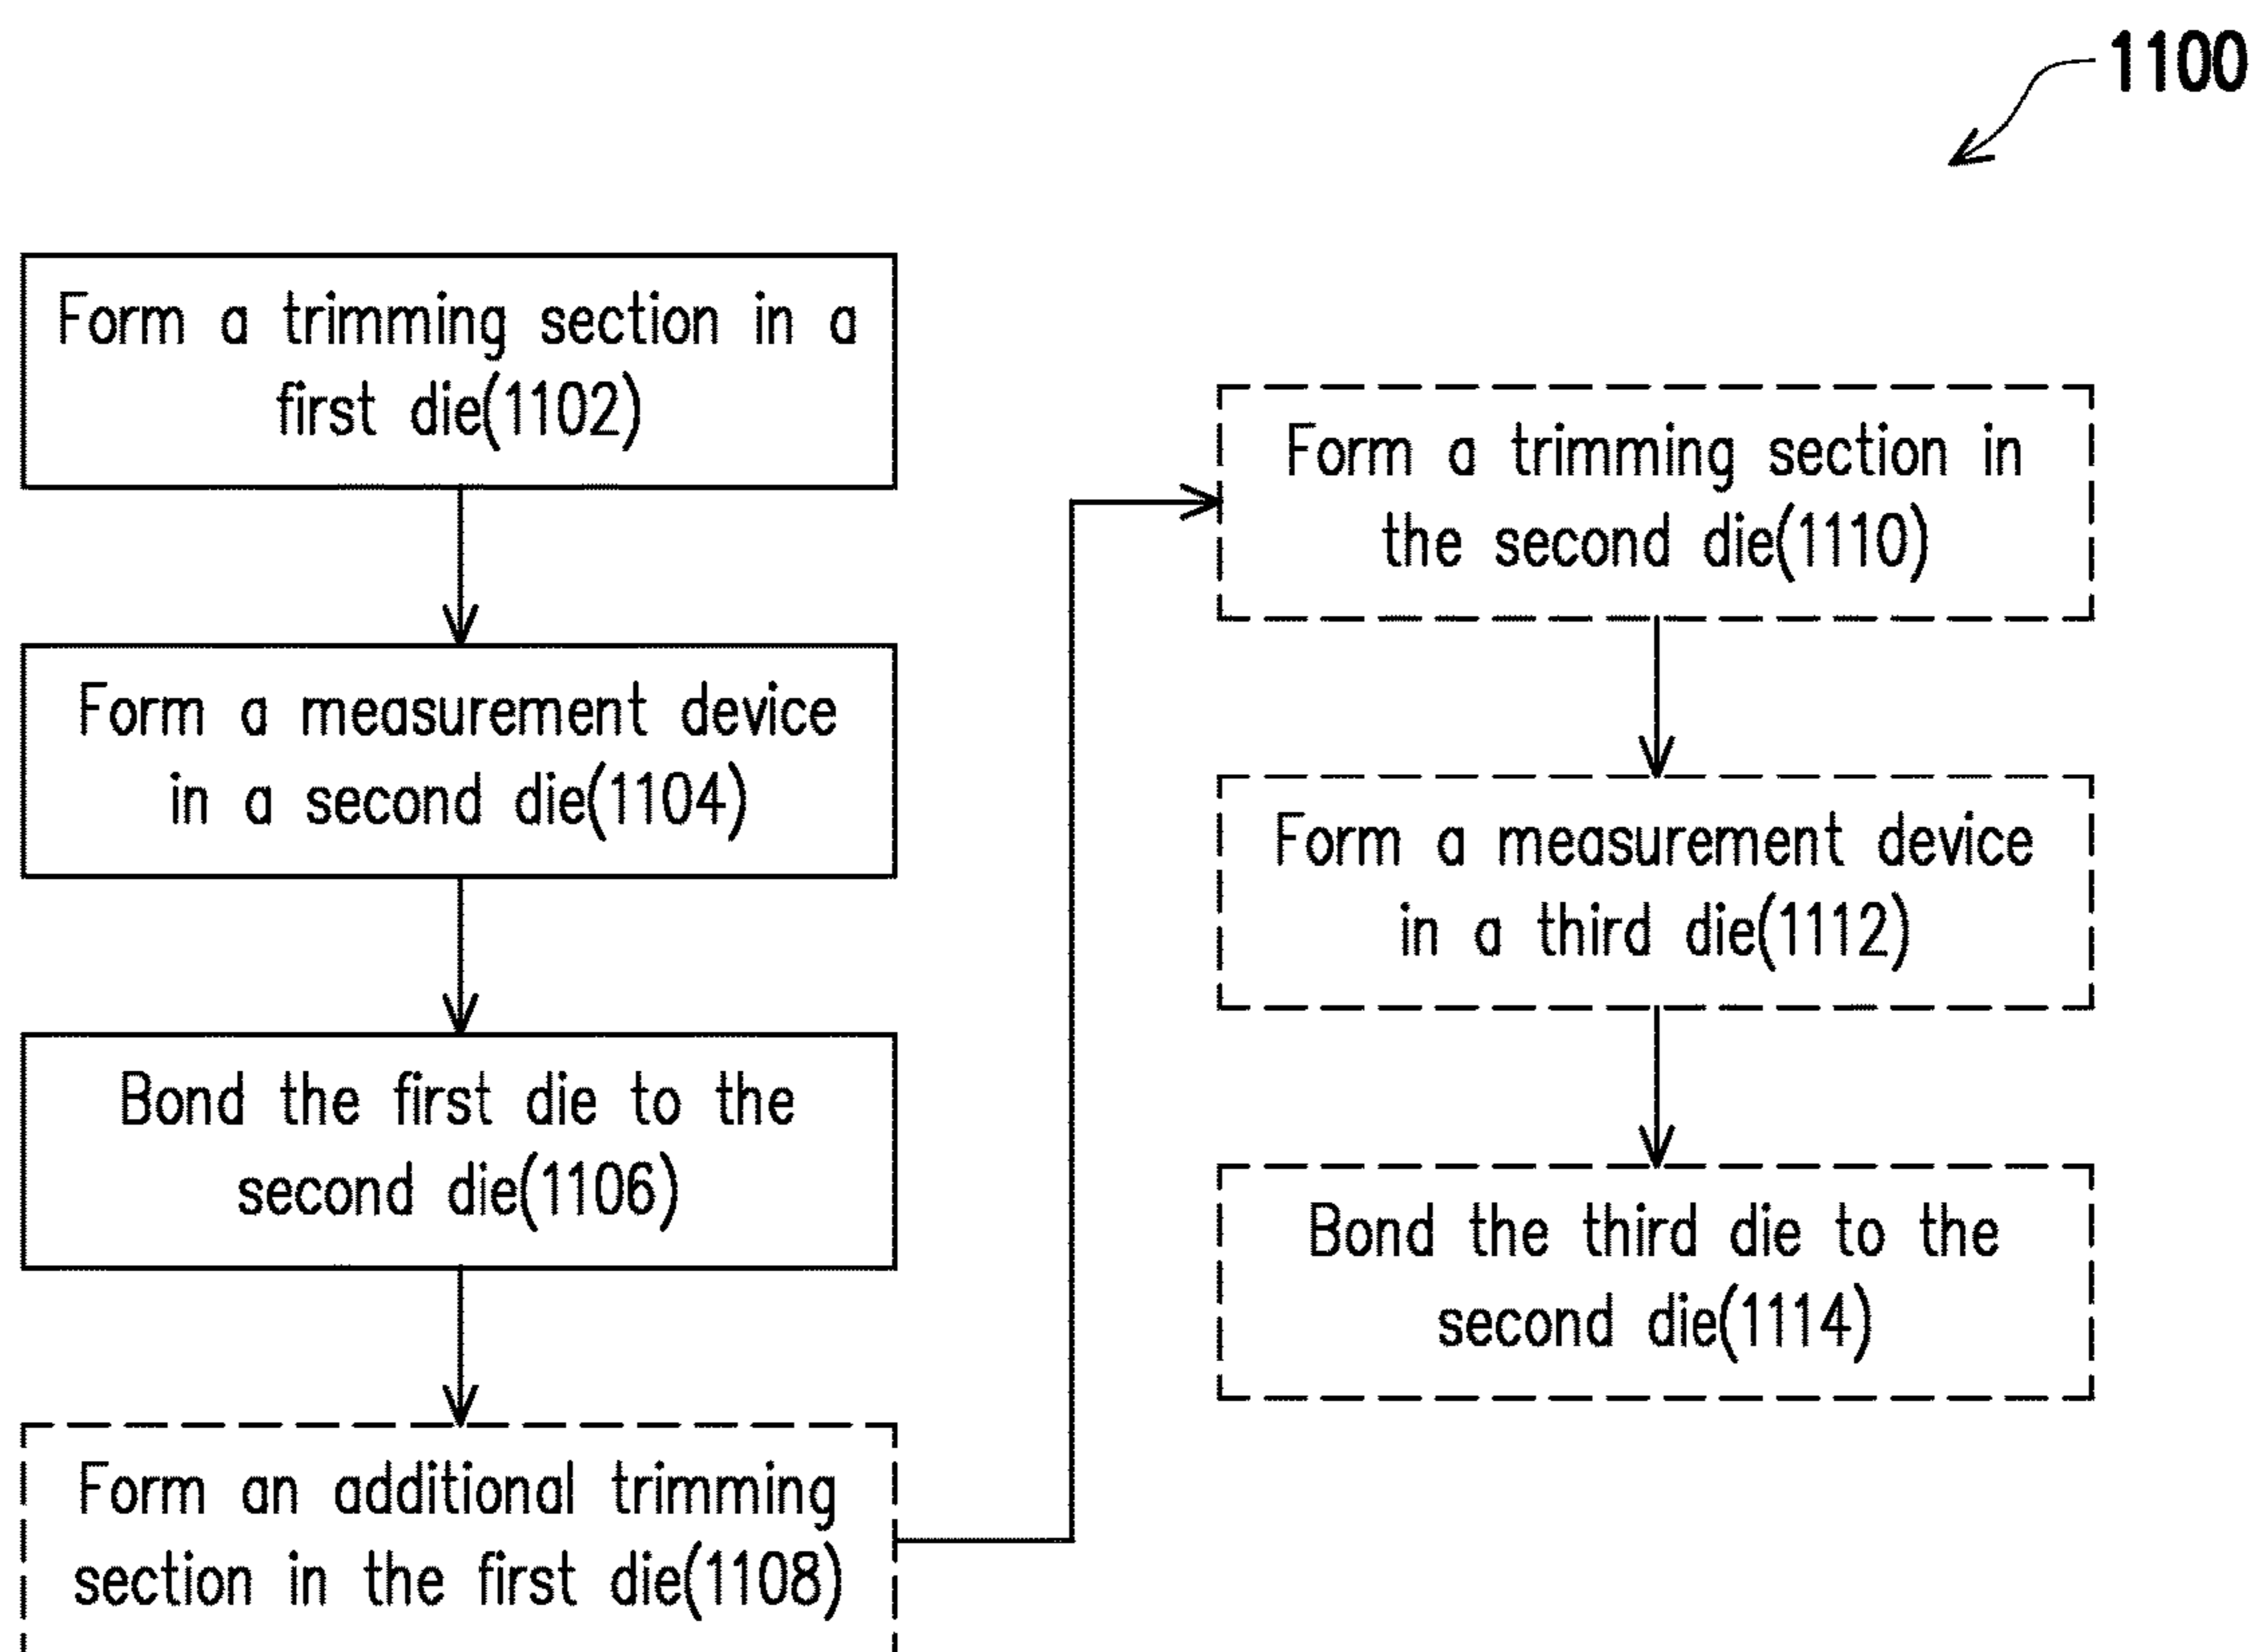 1100
Form a trimming section in a
first die(1102)
Form a measurement device
in a second die(1104)
Bond the first die to the
second die(1106)
Form an additional trimming
section in the first die(1108)
Form a trimming section in
the second die(1110)
Form a measurement device
in a third die(1112)
Bond the third die to the
second die(1114)